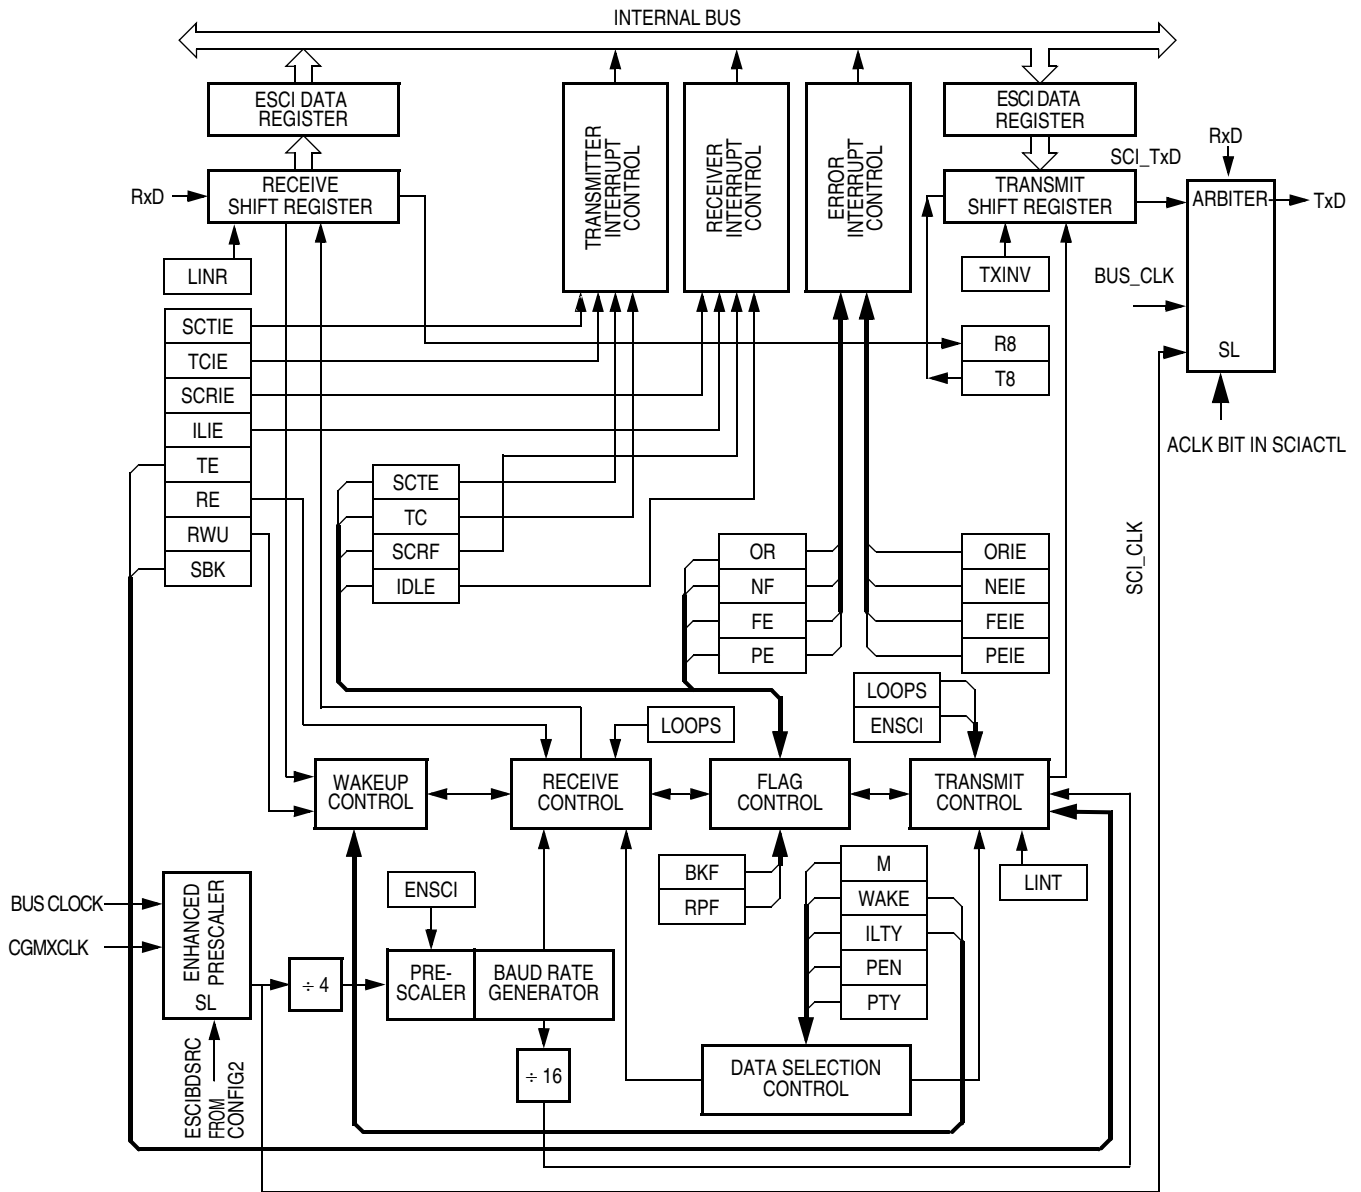 INTERNAL BUS
ESCI DATA
REGISTER
RECEIVE
SHIFT REGISTER
RxD
LINR
TRANSMITTER
INTERRUPT
CONTROL
RECEIVER
INTERRUPT
CONTROL
ERROR
INTERRUPT
CONTROL
ESCI DATA
REGISTER
TRANSMIT
SHIFT REGISTER
SCI_TxD
RxD
ARBITER
TxD
TXINV
BUS_CLK
SL
ACLK BIT IN SCIACTL
R8
T8
SCTIE
TCIE
SCRIE
ILIE
TE
RE
RWU
SBK
SCTE
TC
SCRF
IDLE
OR
NF
FE
PE
ORIE
NEIE
FEIE
PEIE
SCI_CLK
LOOPS
LOOPS
ENSCI
WAKEUP
CONTROL
RECEIVE
CONTROL
FLAG
CONTROL
TRANSMIT
CONTROL
BKF
RPF
M
WAKE
ILTY
PEN
PTY
LINT
BUS CLOCK
CGMXCLK
ENHANCED
PRESCALER
SL
ESCIBDSRC
FROM
CONFIG2
÷ 4
ENSCI
PRE-
SCALER
BAUD RATE
GENERATOR
÷ 16
DATA SELECTION
CONTROL